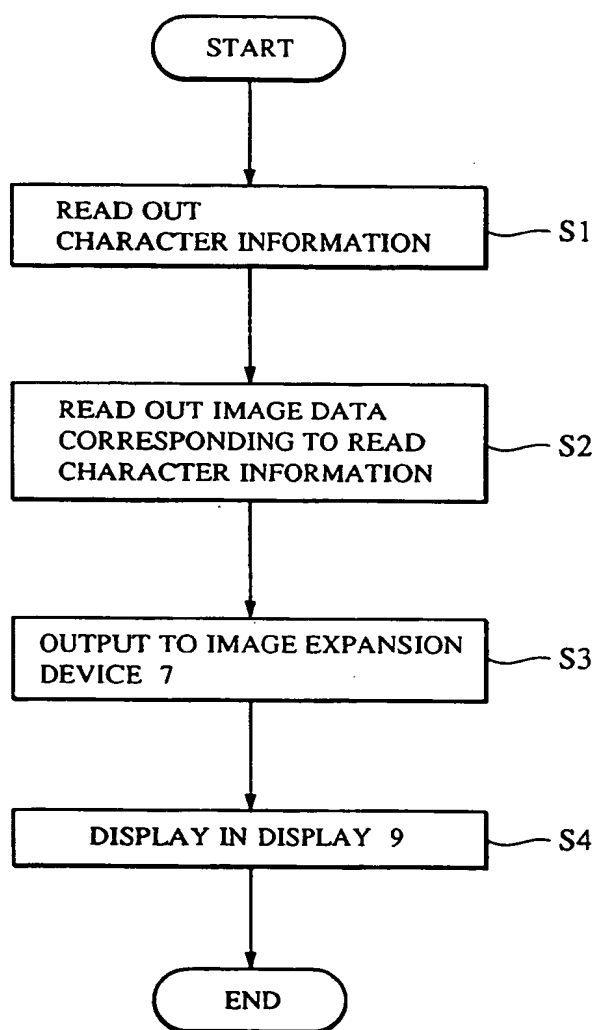 START
READ OUT
CHARACTER INFORMATION
S1
READ OUT IMAGE DATA
CORRESPONDING TO READ
CHARACTER INFORMATION
S2
OUTPUT TO IMAGE EXPANSION
DEVICE 7
S3
DISPLAY IN DISPLAY 9
S4
END